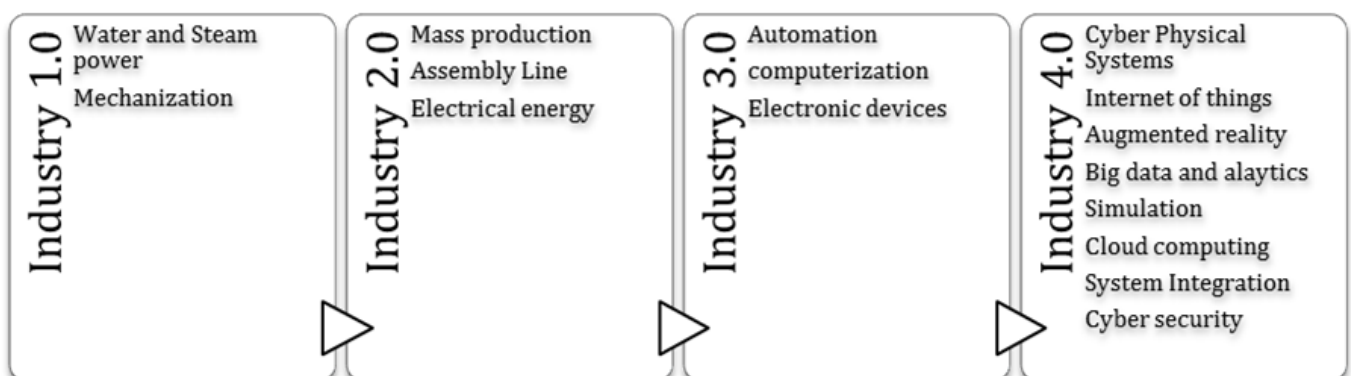 Industry 1.0
Water and Steam
power
Mechanization
Industry 2.0
Mass production
Assembly Line
Electrical energy
Industry 3.0
Automation
computerization
Electronic devices
Industry 4.0
Cyber Physical
Systems
Internet of things
Augmented reality
Big data and alaytics
Simulation
Cloud computing
System Integration
Cyber security